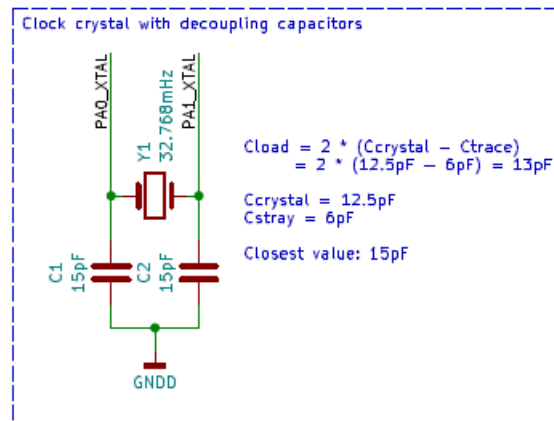 Clock crystal with decoupling capacitors
PA0_XTAL
PA1_XTAL
Y1
32.768mHz
Cload = 2 * (Ccrystal - Ctrace)
= 2 * (12.5pF - 6pF) = 13pF
Ccrystal = 12.5pF
Cstray = 6pF
Closest value: 15pF
C1
15pF
C2
15pF
GNDD